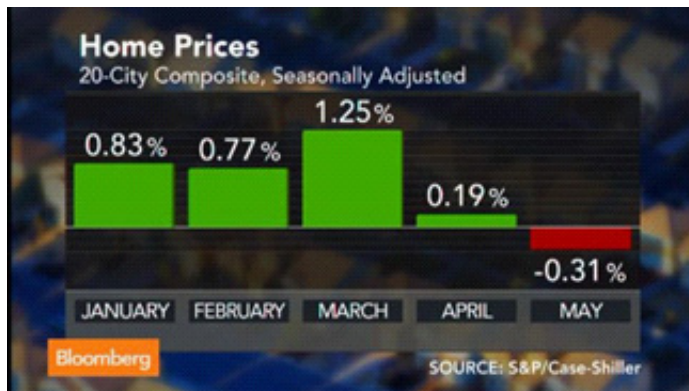 Home Prices
20-City Composite, Seasonally Adjusted
1.25%
0.83% 0.77%
0.19%
-0.31%
JANUARY FEBRUARY MARCH APRIL MAY
Bloomberg
SOURCE: S&P/Case-Shiller